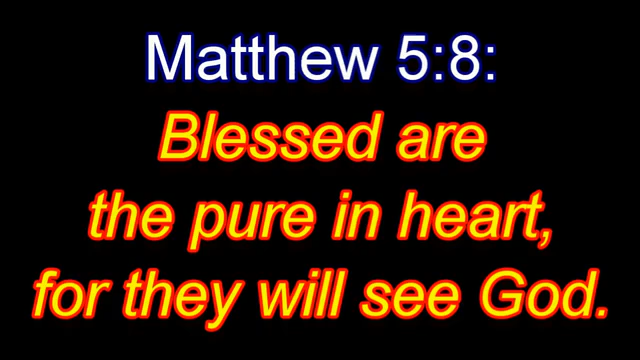 Matthew 5:8:
Blessed are
the pure in heart,
for they will see God.